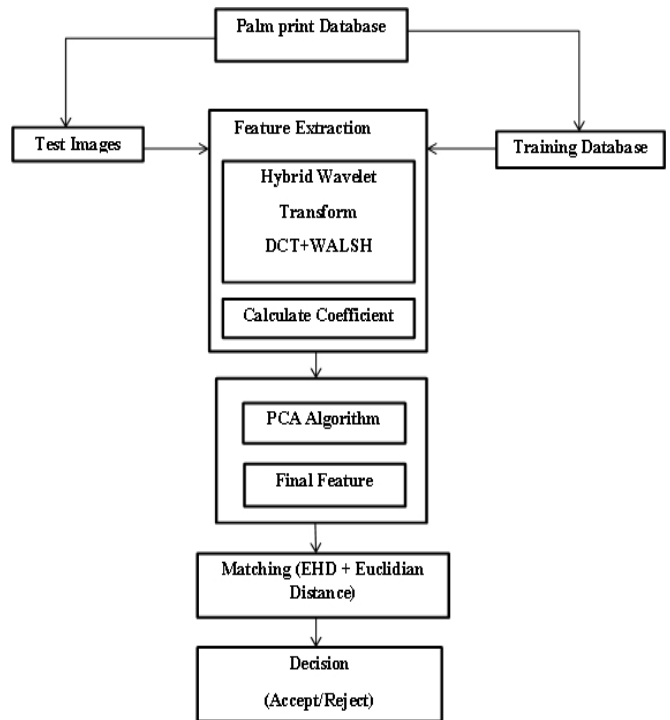 Palm print Database
Test Images
Feature Extraction
Training Database
Hybrid Wavelet
Transform
DCT+WALSH
Calculate Coefficient
PCA Algorithm
Final Feature
Matching (EHD + Euclidian
Distance)
Decision
(Accept/Reject)